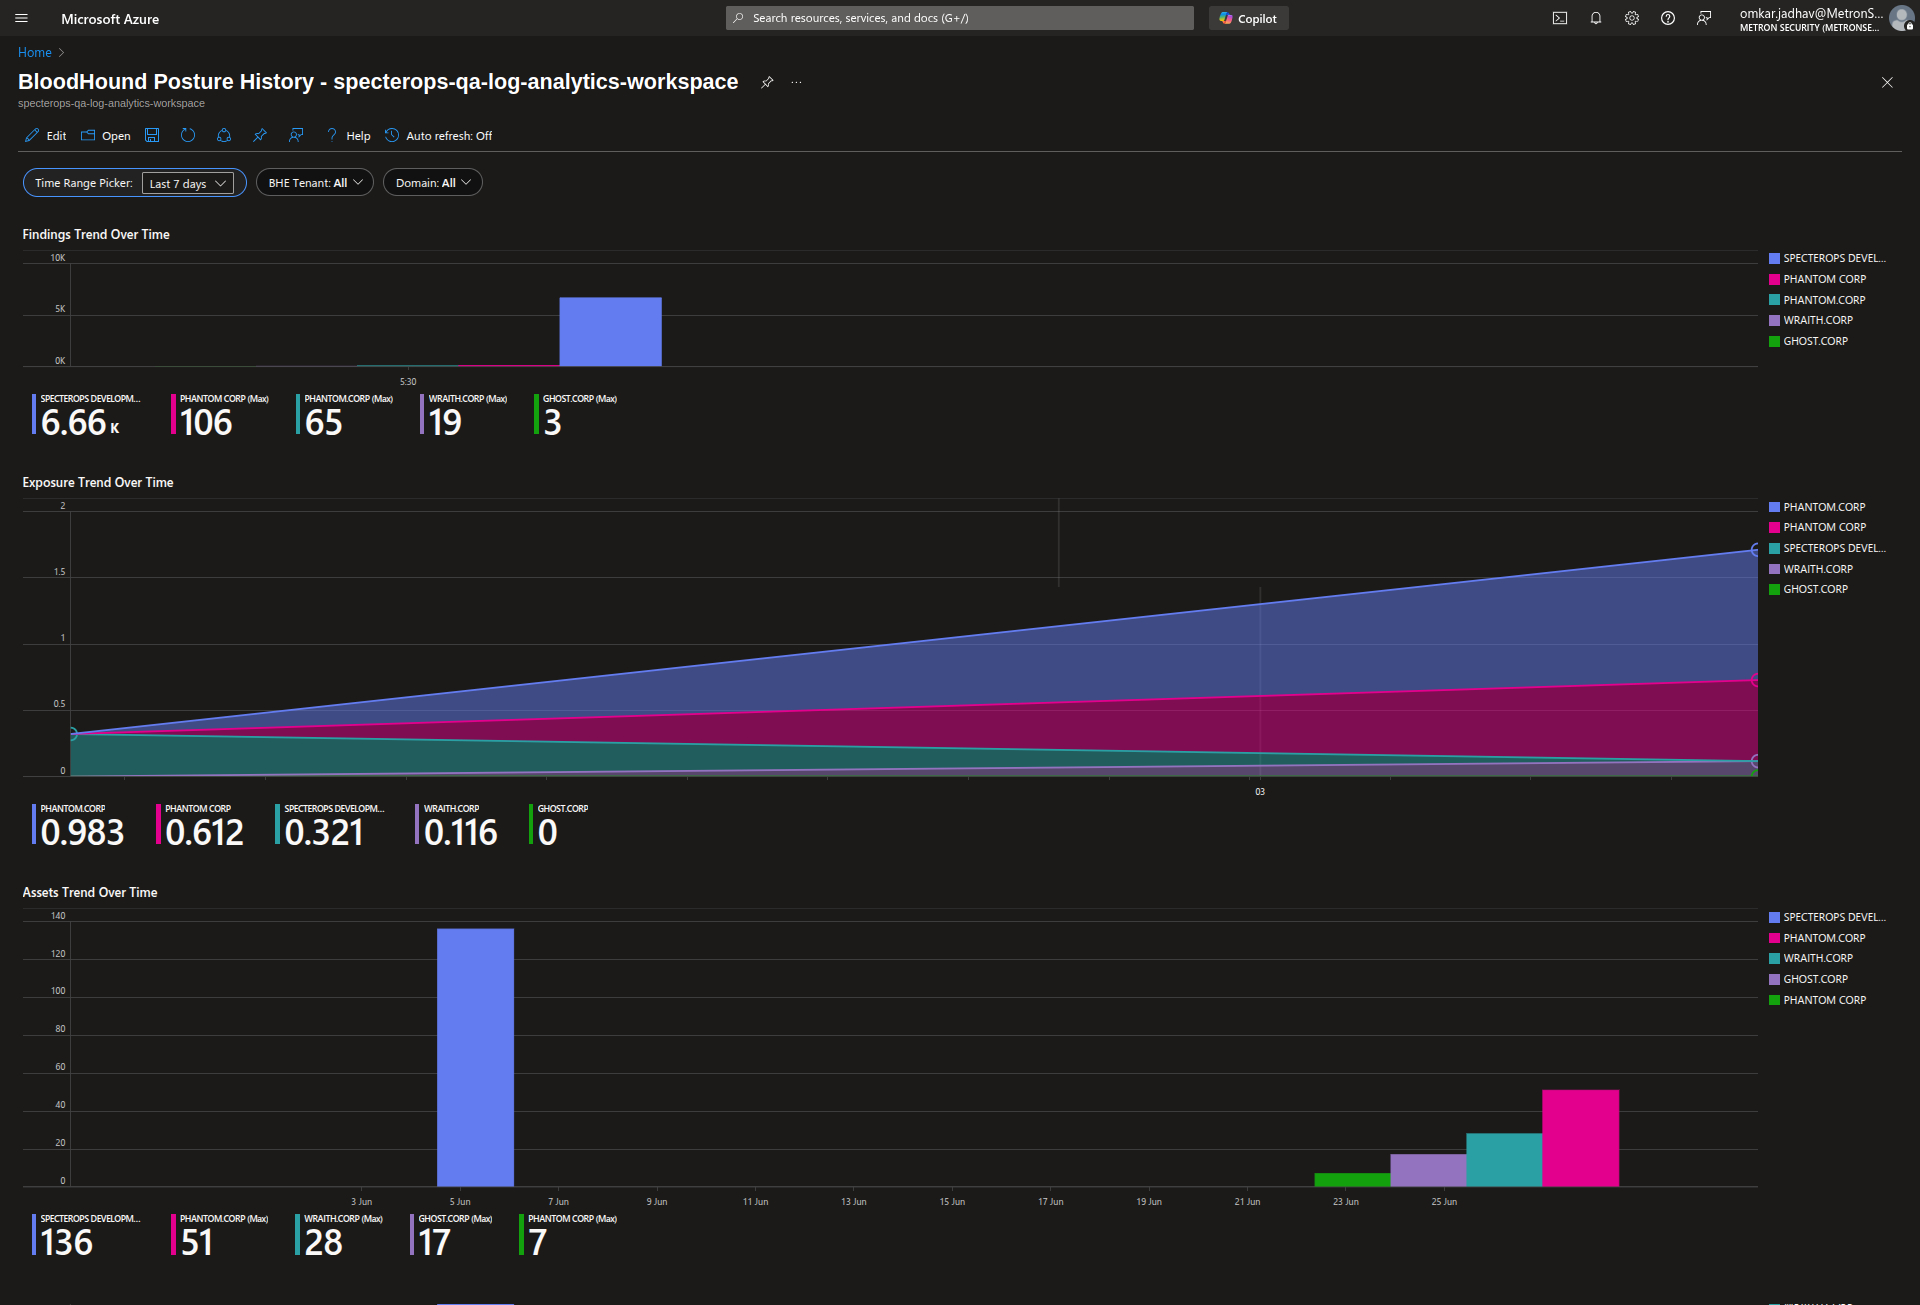 Microsoft Azure
Search resources, services, and docs (G+/)
Copilot
omkar.jadhav@MetronS...
METRON SECURITY (METRONSE...
Home
BloodHound Posture History - specterops-qa-log-analytics-workspace
specterops-qa-log-analytics-workspace
Edit Open Help Auto refresh: Off
Time Range Picker: Last 7 days
BHE Tenant: All
Domain: All
Findings Trend Over Time
10K
5K
0K
5:30
SPECTEROPS DEVEL...
PHANTOM CORP
PHANTOM.CORP
WRAITH.CORP
GHOST.CORP
SPECTEROPS DEVELOPM...
6.66 K
PHANTOM CORP (Max)
106
PHANTOM.CORP (Max)
65
WRAITH.CORP (Max)
19
GHOST.CORP (Max)
3
Exposure Trend Over Time
2
1.5
1
0.5
0
03
PHANTOM.CORP
PHANTOM CORP
SPECTEROPS DEVEL...
WRAITH.CORP
GHOST.CORP
PHANTOM.CORP
0.983
PHANTOM CORP
0.612
SPECTEROPS DEVELOPM...
0.321
WRAITH.CORP
0.116
GHOST.CORP
0
Assets Trend Over Time
140
120
100
80
60
40
20
0
3 Jun 5 Jun 7 Jun 9 Jun 11 Jun 13 Jun 15 Jun 17 Jun 19 Jun 21 Jun 23 Jun 25 Jun
SPECTEROPS DEVEL...
PHANTOM.CORP
WRAITH.CORP
GHOST.CORP
PHANTOM CORP
SPECTEROPS DEVELOPM...
136
PHANTOM.CORP (Max)
51
WRAITH.CORP (Max)
28
GHOST.CORP (Max)
17
PHANTOM CORP (Max)
7